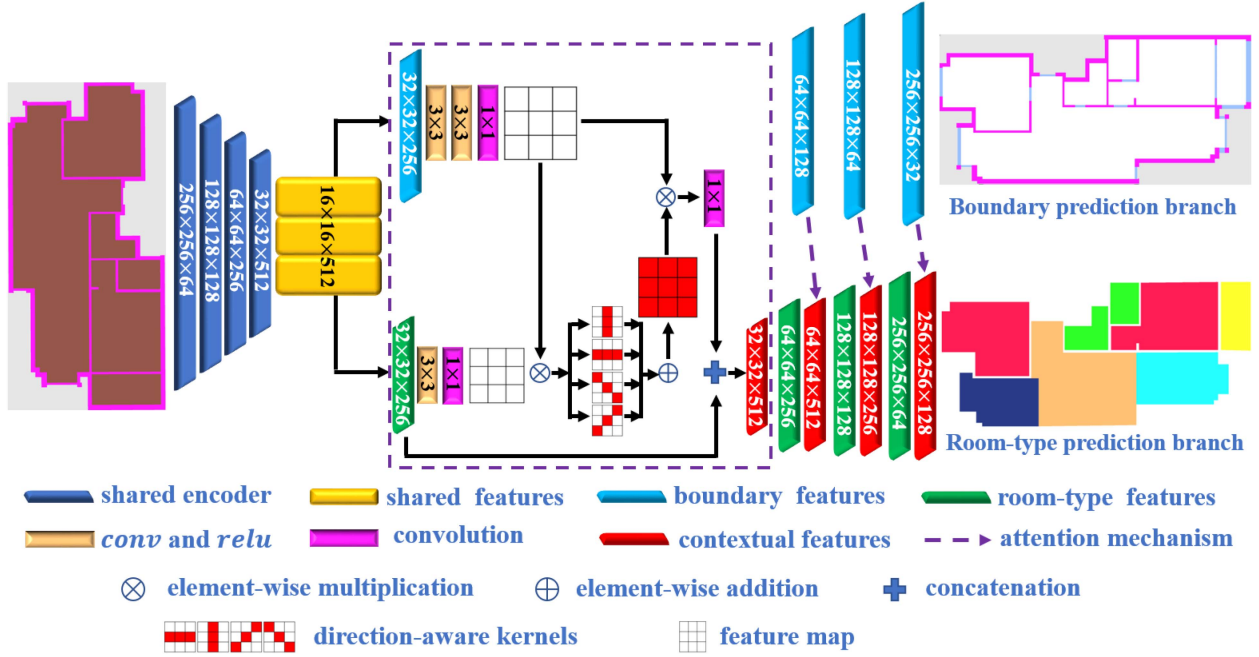 256×256×64
128×128×128
64×64×256
32×32×512
16×16×512
32×32×256
3×3
3×3
1×1
32×32×256
3×3
1×1
1×1
32×32×512
64×64×128
128×128×64
256×256×32
64×64×256
64×64×512
128×128×128
128×128×256
256×256×64
256×256×128
Boundary prediction branch
Room-type prediction branch
shared encoder
shared features
boundary features
room-type features
conv and relu
convolution
contextual features
attention mechanism
element-wise multiplication
element-wise addition
concatenation
direction-aware kernels
feature map